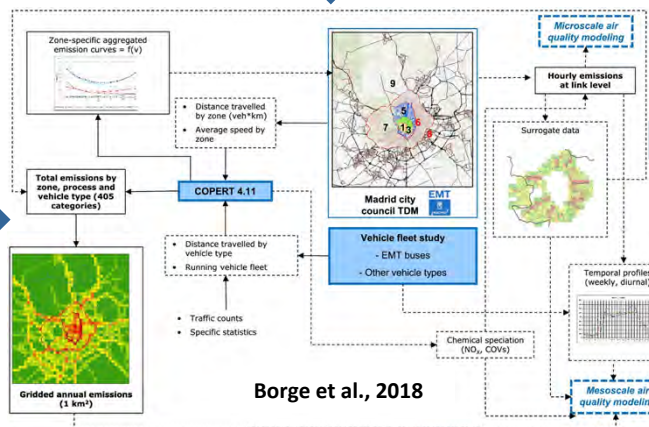 Zone-specific aggregated
emission curves = f(v)
Microscale air
quality modeling
• Distance travelled
by zone (veh*km)
• Average speed by
zone
9
5
7
1
3
6
8
Hourly emissions
at link level
Surrogate data
Total emissions by
zone, process and
vehicle type (405
categories)
COPERT 4.11
Madrid city
council TDM
EMT
• Distance travelled by
vehicle type
• Running vehicle fleet
Vehicle fleet study
- EMT buses
- Other vehicle types
Temporal profiles
(weekly, diurnal)
• Traffic counts
• Specific statistics
Chemical speciation
(NOX, COVs)
Gridded annual emissions
(1 km²)
Borge et al., 2018
Mesoscale air
quality modeling